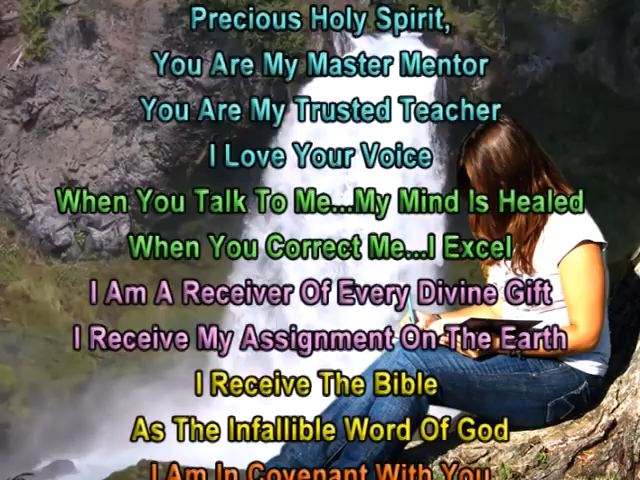 Precious Holy Spirit,
You Are My Master Mentor
You Are My Trusted Teacher
I Love Your Voice
When You Talk To Me...My Mind Is Healed
When You Correct Me...I Excel
I Am A Receiver Of Every Divine Gift
I Receive My Assignment On The Earth
I Receive The Bible
As The Infallible Word Of God
I Am In Covenant With You